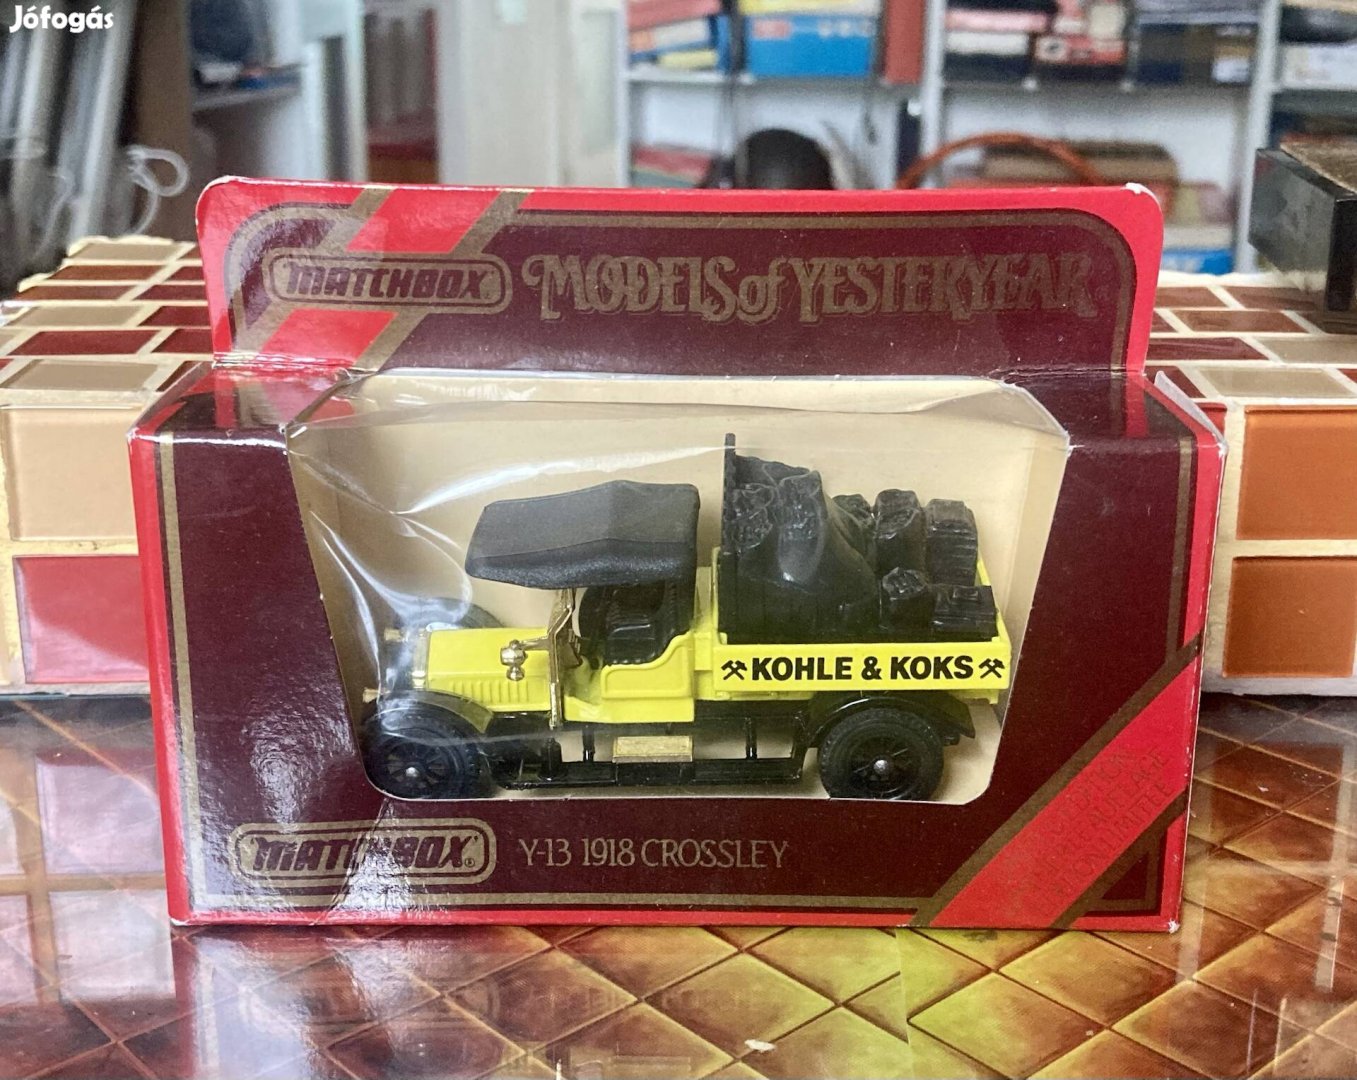 Jófogás
MATCHBOX MODELS of YESTERYEAR
KOHLE & KOKS
MATCHBOX® Y-13 1918 CROSSLEY